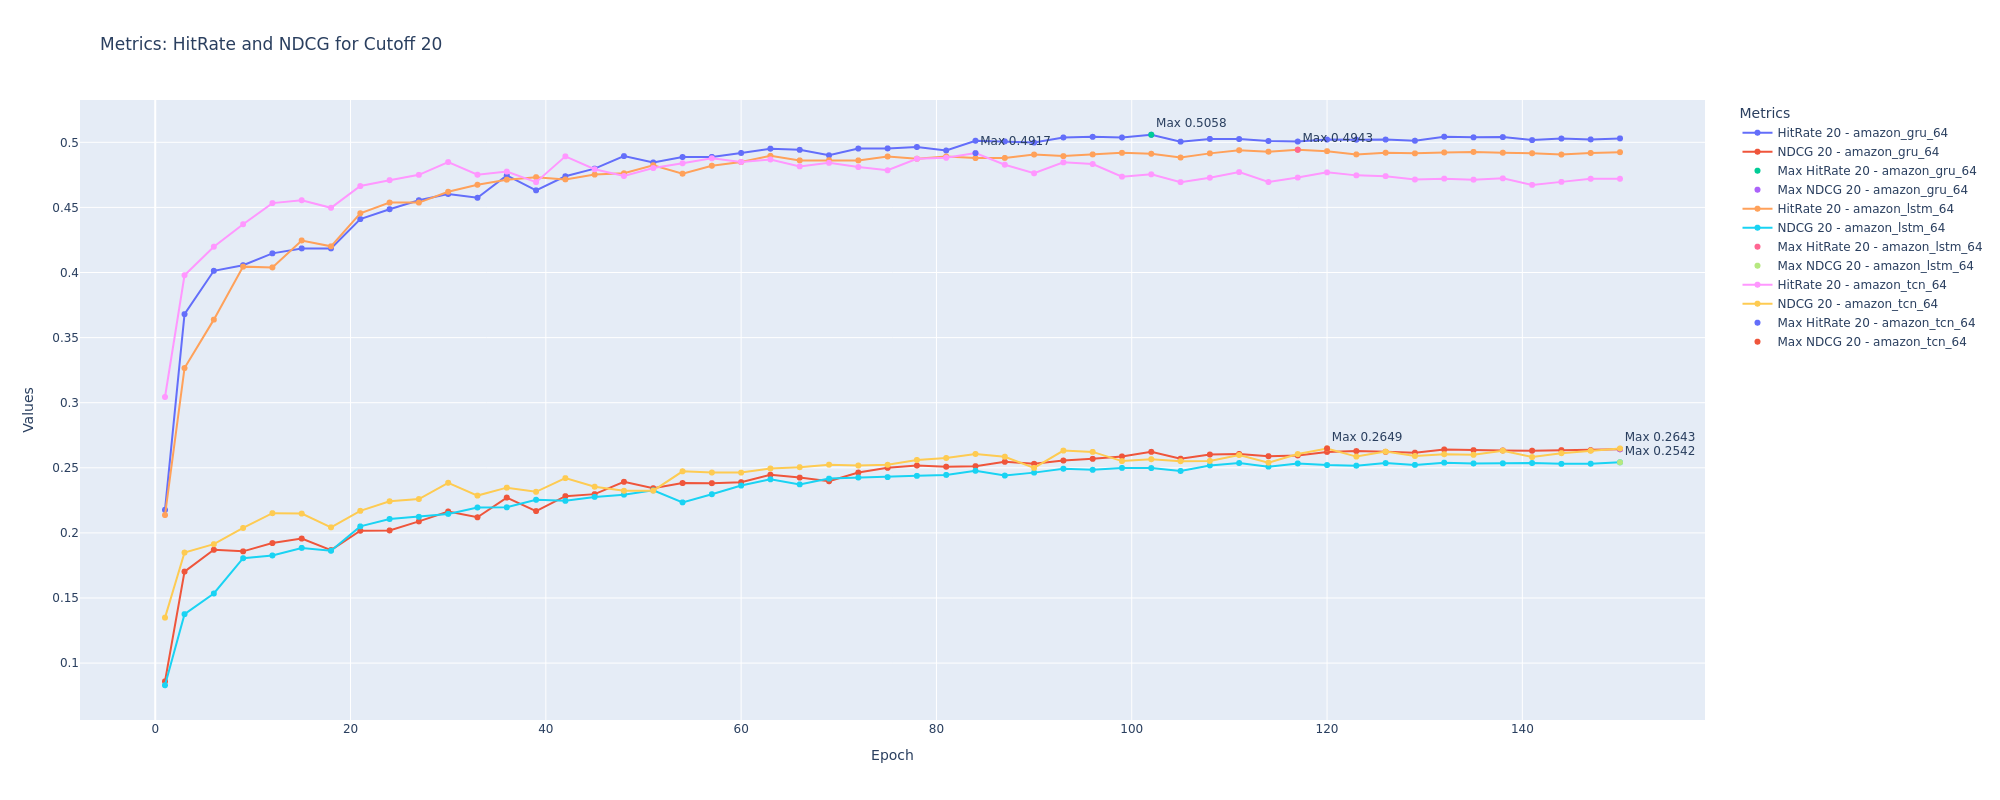 Metrics: HitRate and NDCG for Cutoff 20
Metrics
HitRate 20 - amazon_gru_64
NDCG 20 - amazon_gru_64
Max HitRate 20 - amazon_gru_64
Max NDCG 20 - amazon_gru_64
HitRate 20 - amazon_lstm_64
NDCG 20 - amazon_lstm_64
Max HitRate 20 - amazon_lstm_64
Max NDCG 20 - amazon_lstm_64
HitRate 20 - amazon_tcn_64
NDCG 20 - amazon_tcn_64
Max HitRate 20 - amazon_tcn_64
Max NDCG 20 - amazon_tcn_64
Max 0.5058
Max 0.4917
Max 0.4943
Max 0.2649
Max 0.2643
Max 0.2542
0.5
0.45
0.4
0.35
0.3
0.25
0.2
0.15
0.1
Values
0
20
40
60
80
100
120
140
Epoch